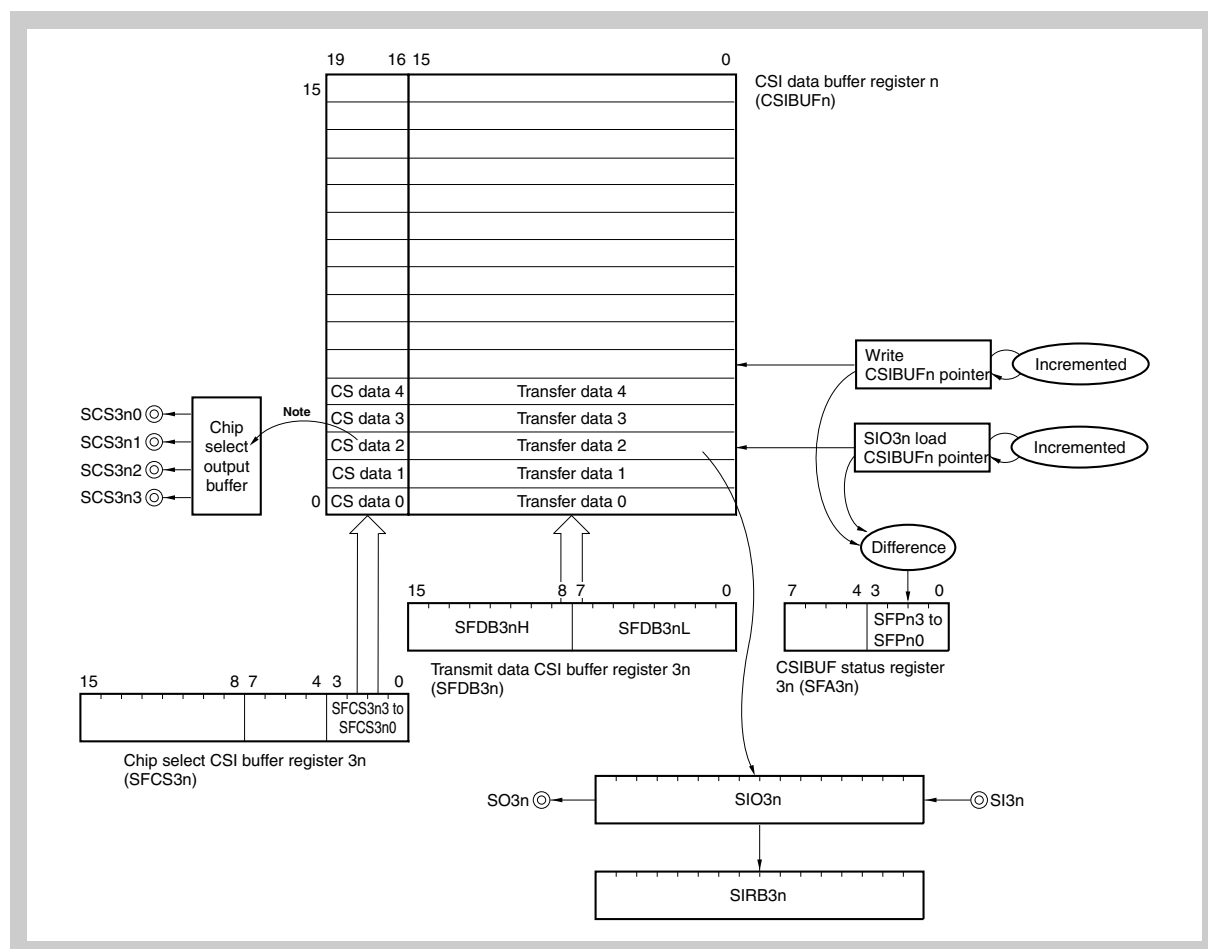 19 16 15 0
15
CSI data buffer register n
(CSIBUFn)
Write
CSIBUFn pointer
Incremented
CS data 4 Transfer data 4
CS data 3 Transfer data 3
CS data 2 Transfer data 2
CS data 1 Transfer data 1
0 CS data 0 Transfer data 0
SCS3n0
SCS3n1
SCS3n2
SCS3n3
Chip
select
output
buffer
Note
SIO3n load
CSIBUFn pointer
Incremented
Difference
15 8 7 0
SFDB3nH SFDB3nL
Transmit data CSI buffer register 3n
(SFDB3n)
7 4 3 0
SFPn3 to
SFPn0
CSIBUF status register
3n (SFA3n)
15 8 7 4 3 0
SFCS3n3 to
SFCS3n0
Chip select CSI buffer register 3n
(SFCS3n)
SO3n SIO3n SI3n
SIRB3n